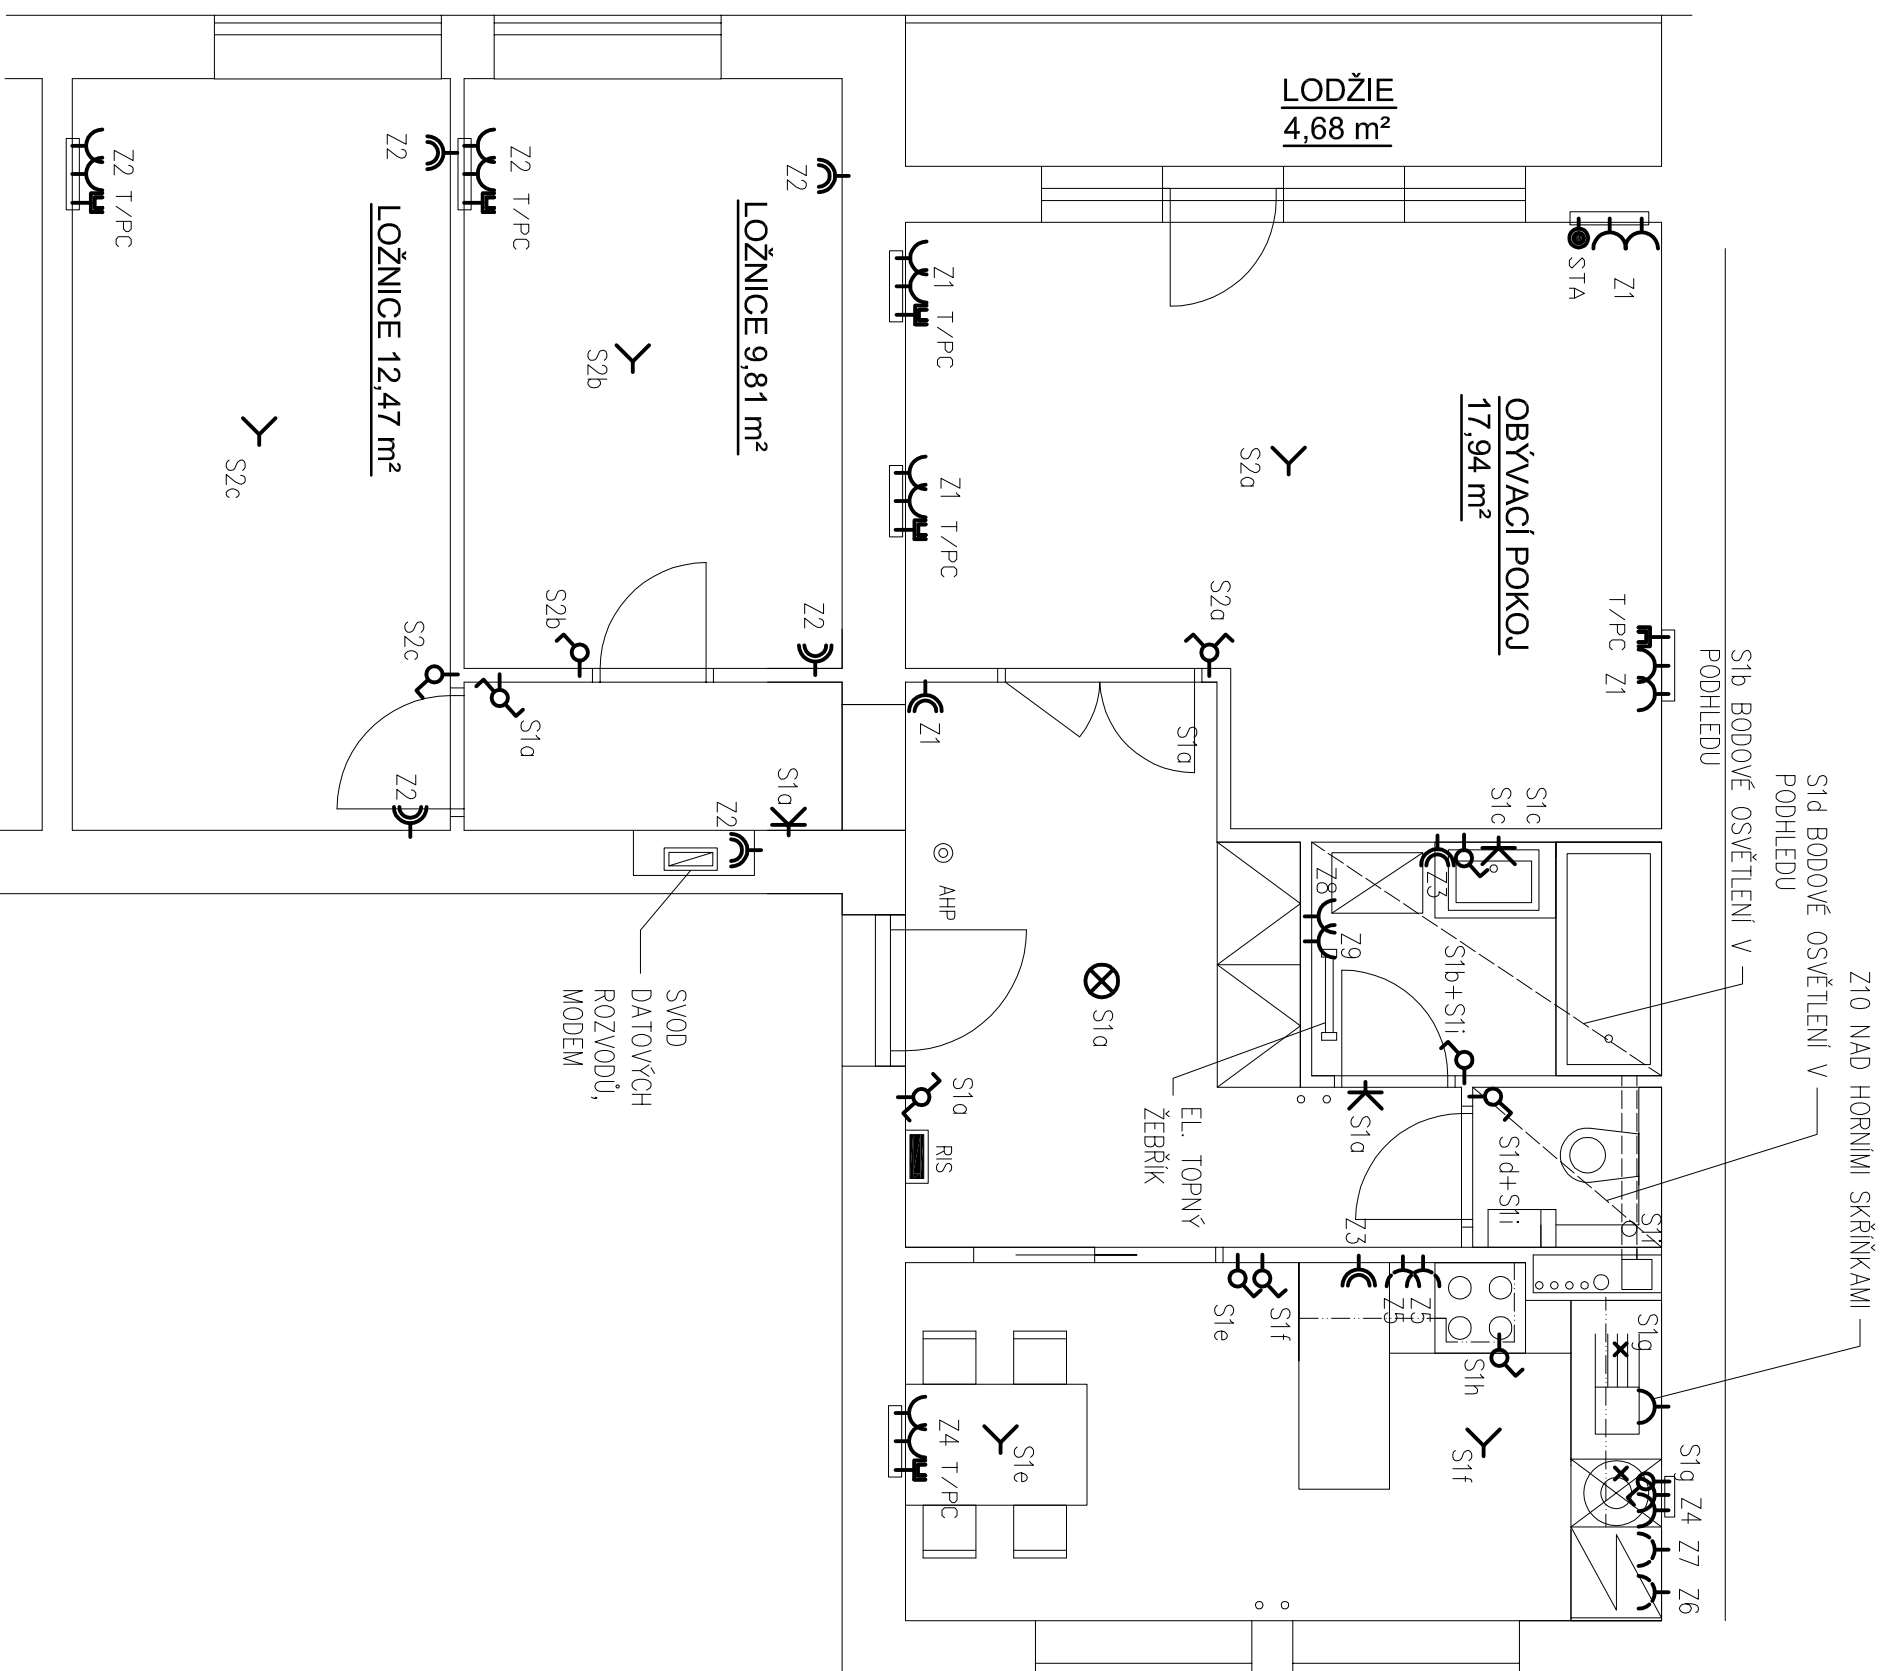 LODŽIE
4,68 m²
Z2 T/PC
Z2
Z2 T/PC
Z2
LOŽNICE 12,47 m²
LOŽNICE 9,81 m²
OBÝVACÍ POKOJ
17,94 m²
STA
Z1
Z1 T/PC
Z1 T/PC
S2c
S2b
S2a
S2a
S2b
S2c
Z2
T/PC Z1
S1b BODOVÉ OSVĚTLENÍ V
PODHLEDU
S1d BODOVÉ OSVĚTLENÍ V
PODHLEDU
Z10 NAD HORNÍMI SKŘÍŇKAMI
S1a
Z1
S1a
S1a
Z2
Z2
S1c
S1c
Z3
Z8
Z9
AHP
S1b+S1i
S1a
SVOD
DATOVÝCH
ROZVODŮ,
MODEM
S1a
RIS
EL. TOPNÝ
ŽEBŘÍK
S1a
S1d+S1i
S1i
Z3
Z5
Z5
S1e
S1f
S1h
S1g
S1e
S1f
Z4 T/PC
S1g
Z4
Z7
Z6